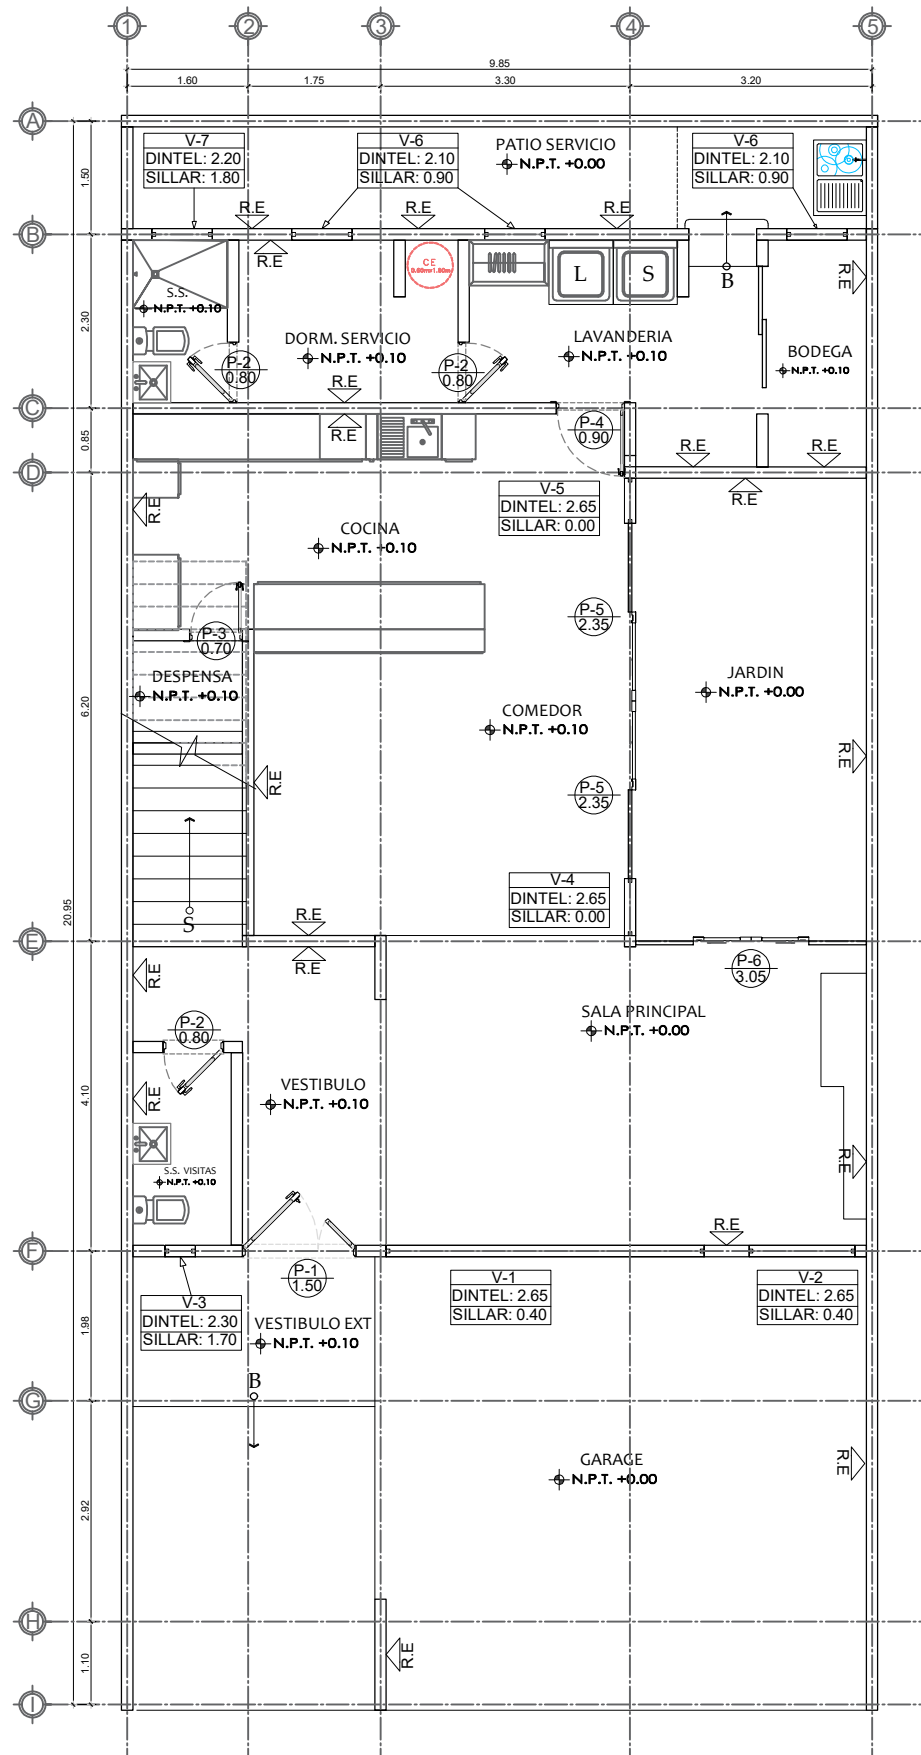 1 2 3 4 5
9.85
1.60 1.75 3.30 3.20
A
V-7
DINTEL: 2.20
SILLAR: 1.80
V-6
DINTEL: 2.10
SILLAR: 0.90
PATIO SERVICIO
N.P.T. +0.00
V-6
DINTEL: 2.10
SILLAR: 0.90
1.50
R.E R.E R.E
B
R.E
CE
L S
B
R.E
S.S.
N.P.T. +0.10
2.30
DORM. SERVICIO
N.P.T. +0.10
LAVANDERIA
N.P.T. +0.10
BODEGA
N.P.T. +0.10
P-2
0.80
P-2
0.80
R.E
C
R.E
P-4
0.90
0.85
R.E R.E
D
V-5
DINTEL: 2.65
SILLAR: 0.00
R.E
R.E
COCINA
N.P.T. +0.10
P-5
2.35
P-3
0.70
DESPENSA
N.P.T. +0.10
JARDIN
N.P.T. +0.00
6.20
COMEDOR
N.P.T. +0.10
R.E
R.E
P-5
2.35
V-4
DINTEL: 2.65
SILLAR: 0.00
20.95
S
R.E
E
R.E
R.E
P-6
3.05
SALA PRINCIPAL
N.P.T. +0.00
P-2
0.80
4.10
R.E
VESTIBULO
N.P.T. +0.10
S.S. VISITAS
N.P.T. +0.10
R.E
R.E
F
P-1
1.50
V-1
DINTEL: 2.65
SILLAR: 0.40
V-2
DINTEL: 2.65
SILLAR: 0.40
V-3
DINTEL: 2.30
SILLAR: 1.70
1.98
VESTIBULO EXT
N.P.T. +0.10
B
G
GARAGE
N.P.T. +0.00
R.E
2.92
H
R.E
1.10
I